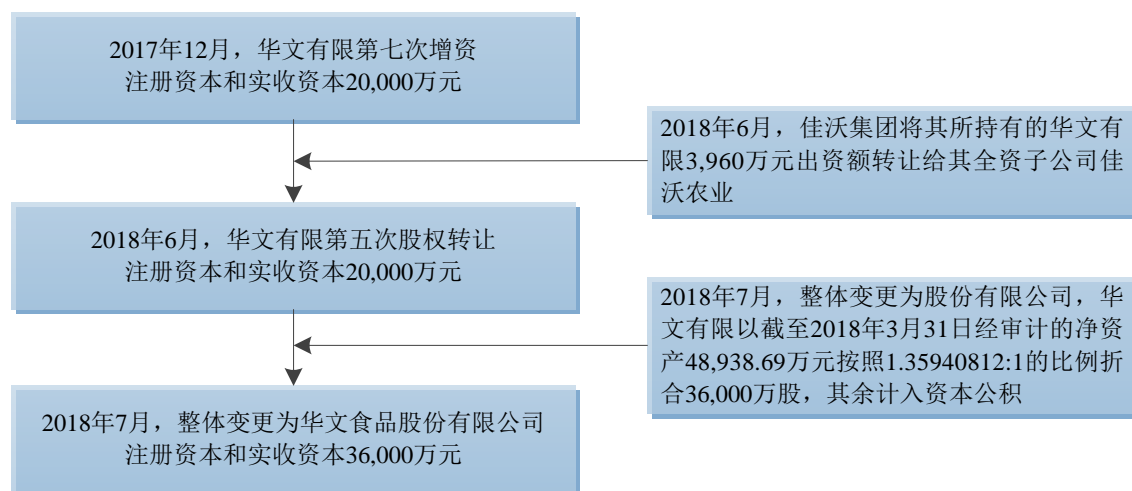 2017年12月，华文有限第七次增资
注册资本和实收资本20,000万元
2018年6月，佳沃集团将其所持有的华文有
限3,960万元出资额转让给其全资子公司佳
沃农业
2018年6月，华文有限第五次股权转让
注册资本和实收资本20,000万元
2018年7月，整体变更为股份有限公司，华
文有限以截至2018年3月31日经审计的净资
产48,938.69万元按照1.35940812:1的比例折
合36,000万股，其余计入资本公积
2018年7月，整体变更为华文食品股份有限公司
注册资本和实收资本36,000万元